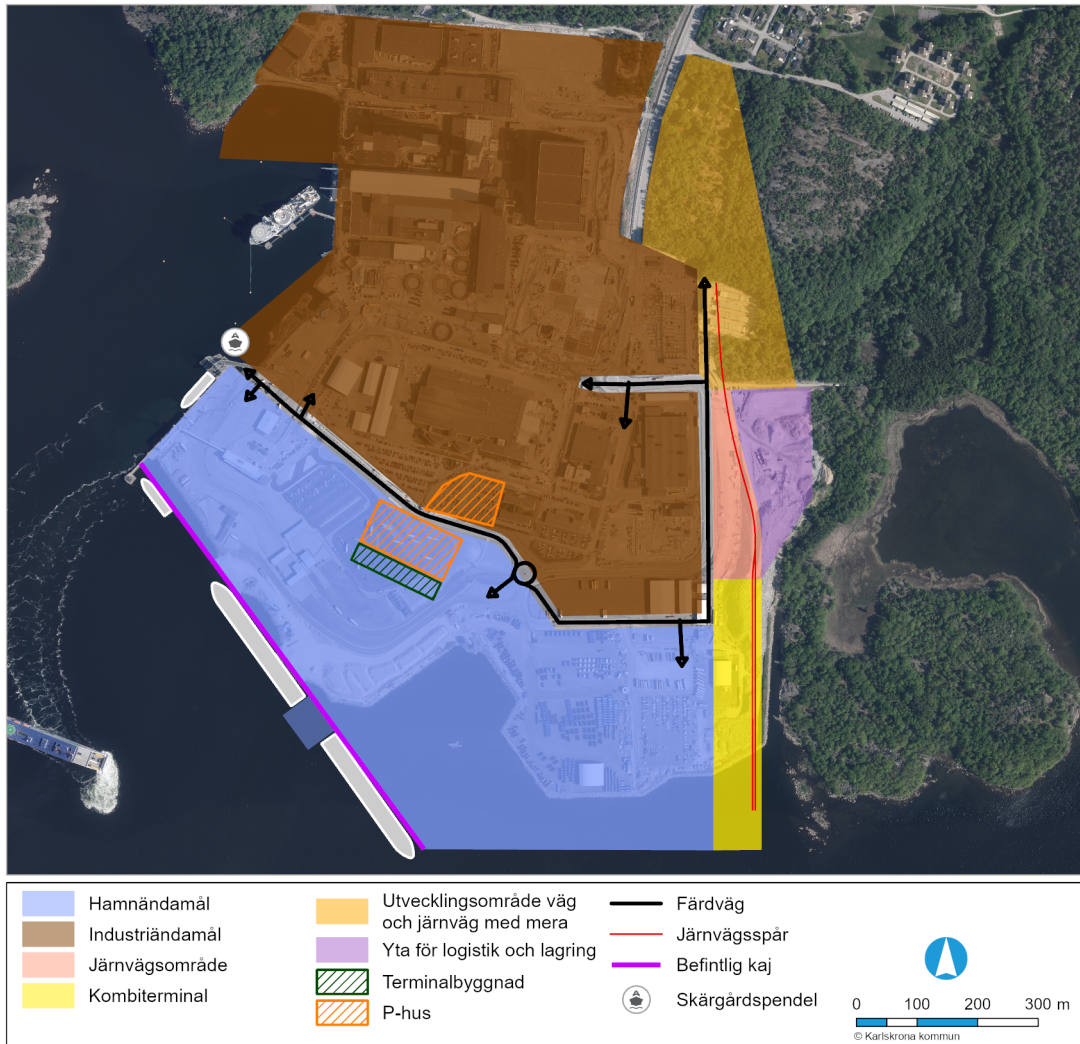 Hamnändamål
Industriändamål
Järnvägsområde
Kombiterminal
Utvecklingsområde väg
och järnväg med mera
Yta för logistik och lagring
Terminalbyggnad
P-hus
Färdväg
Järnvägsspår
Befintlig kaj
Skärgårdspendel
0 100 200 300 m
© Karlskrona kommun